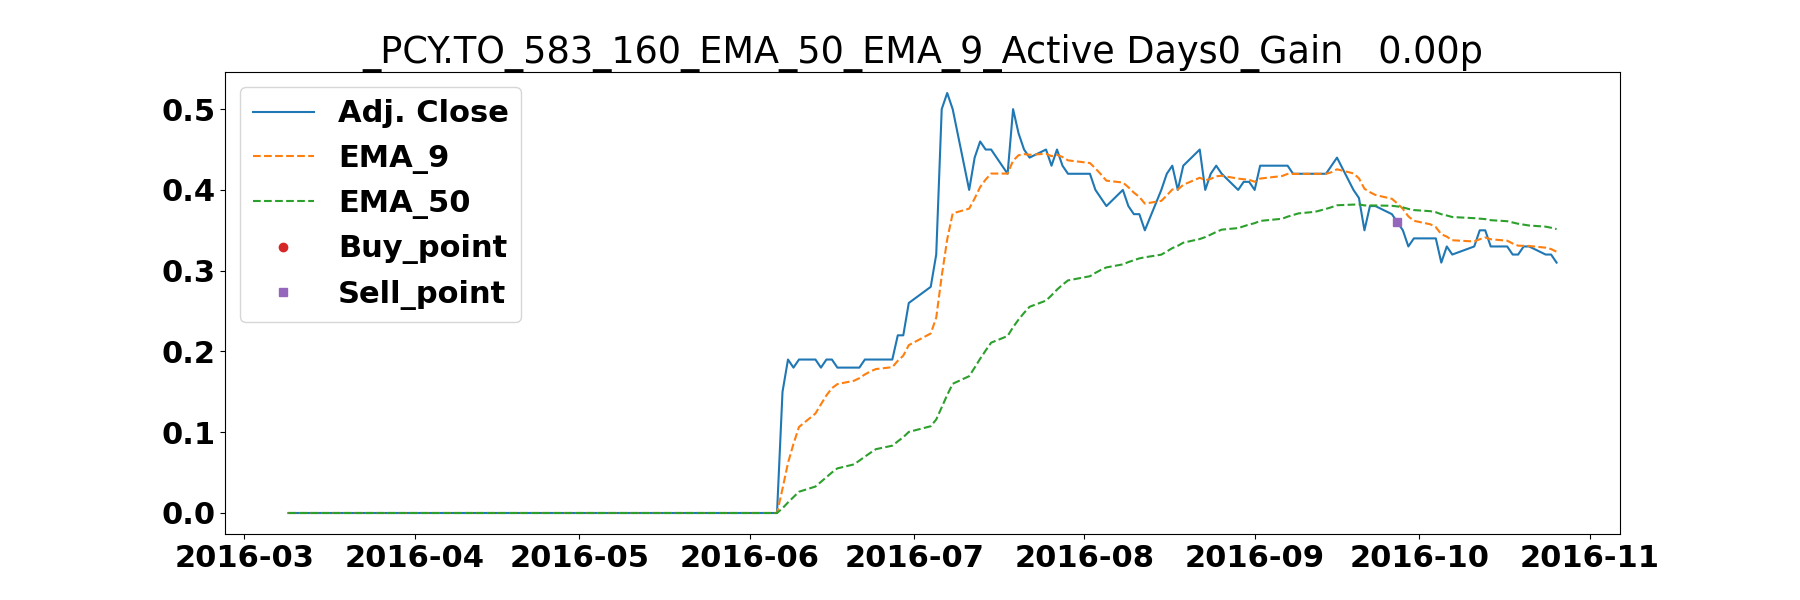 _PCY.TO_583_160_EMA_50_EMA_9_Active Days0_Gain   0.00p
Adj. Close
EMA_9
EMA_50
Buy_point
Sell_point
0.5
0.4
0.3
0.2
0.1
0.0
2016-03 2016-04 2016-05 2016-06 2016-07 2016-08 2016-09 2016-10 2016-11